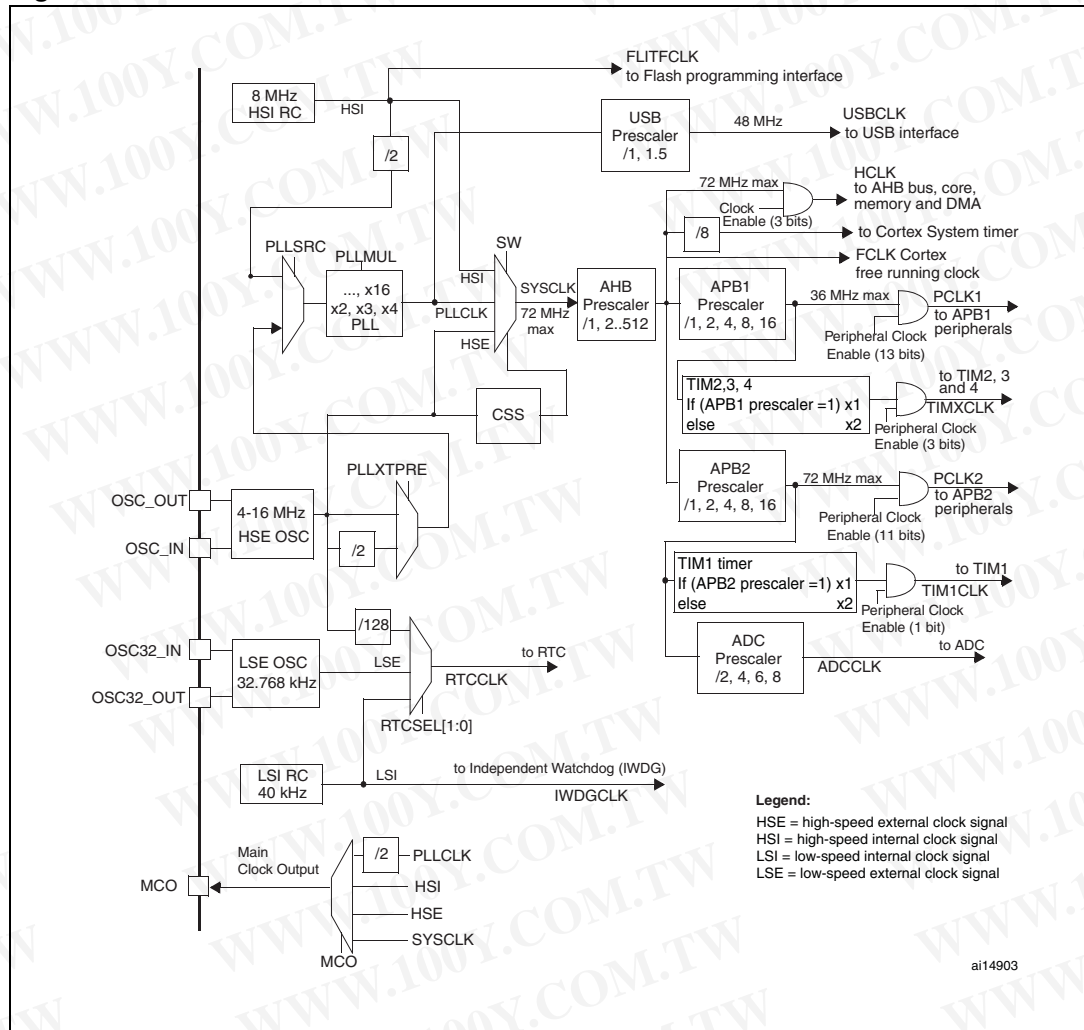 FLITFCLK
to Flash programming interface
8 MHz
HSI RC
HSI
/2
USB
Prescaler
/1, 1.5
48 MHz
USBCLK
to USB interface
72 MHz max
Clock
Enable (3 bits)
HCLK
to AHB bus, core,
memory and DMA
/8
to Cortex System timer
FCLK Cortex
free running clock
PLLSRC
PLLMUL
..., x16
x2, x3, x4
PLL
SW
HSI
PLLCLK
HSE
SYSCLK
72 MHz
max
AHB
Prescaler
/1, 2..512
APB1
Prescaler
/1, 2, 4, 8, 16
36 MHz max
PCLK1
to APB1
peripherals
Peripheral Clock
Enable (13 bits)
TIM2,3, 4
If (APB1 prescaler =1) x1
else x2
to TIM2, 3
and 4
TIMXCLK
Peripheral Clock
Enable (3 bits)
CSS
PLLXTPRE
OSC_OUT
OSC_IN
4-16 MHz
HSE OSC
/2
APB2
Prescaler
/1, 2, 4, 8, 16
72 MHz max
PCLK2
to APB2
peripherals
Peripheral Clock
Enable (11 bits)
TIM1 timer
If (APB2 prescaler =1) x1
else x2
to TIM1
TIM1CLK
Peripheral Clock
Enable (1 bit)
/128
OSC32_IN
OSC32_OUT
LSE OSC
32.768 kHz
LSE
to RTC
RTCCLK
RTCSEL[1:0]
ADC
Prescaler
/2, 4, 6, 8
to ADC
ADCCLK
LSI RC
40 kHz
LSI
to Independent Watchdog (IWDG)
IWDGCLK
Legend:
HSE = high-speed external clock signal
HSI = high-speed internal clock signal
LSI = low-speed internal clock signal
LSE = low-speed external clock signal
Main
Clock Output
MCO
/2
PLLCLK
HSI
HSE
SYSCLK
MCO
ai14903
WWW.100Y.COM.TW